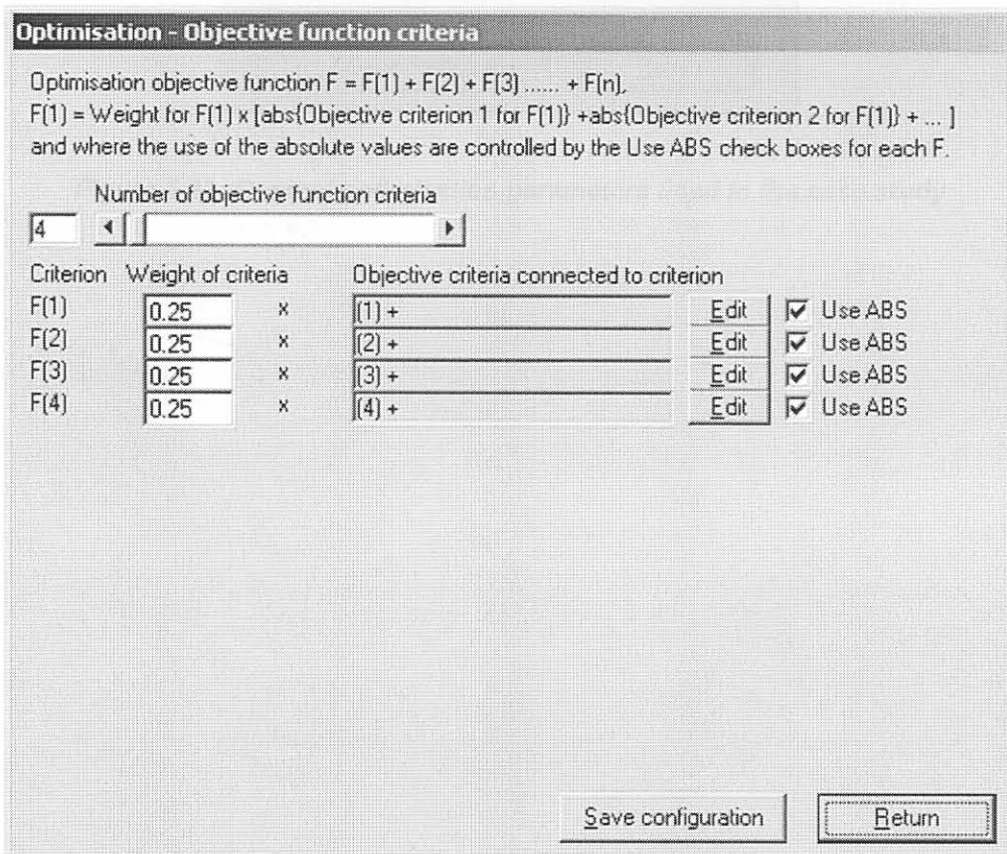 Optimisation - Objective function criteria
Optimisation objective function F = F(1) + F(2) + F(3) ...... + F(n),
F(1) = Weight for F(1) x [abs{Objective criterion 1 for F(1)} +abs{Objective criterion 2 for F(1)} + ... ]
and where the use of the absolute values are controlled by the Use ABS check boxes for each F.
Number of objective function criteria
4
Criterion Weight of criteria Objective criteria connected to criterion
F(1) 0.25 x (1) + Edit Use ABS
F(2) 0.25 x (2) + Edit Use ABS
F(3) 0.25 x (3) + Edit Use ABS
F(4) 0.25 x (4) + Edit Use ABS
Save configuration Return